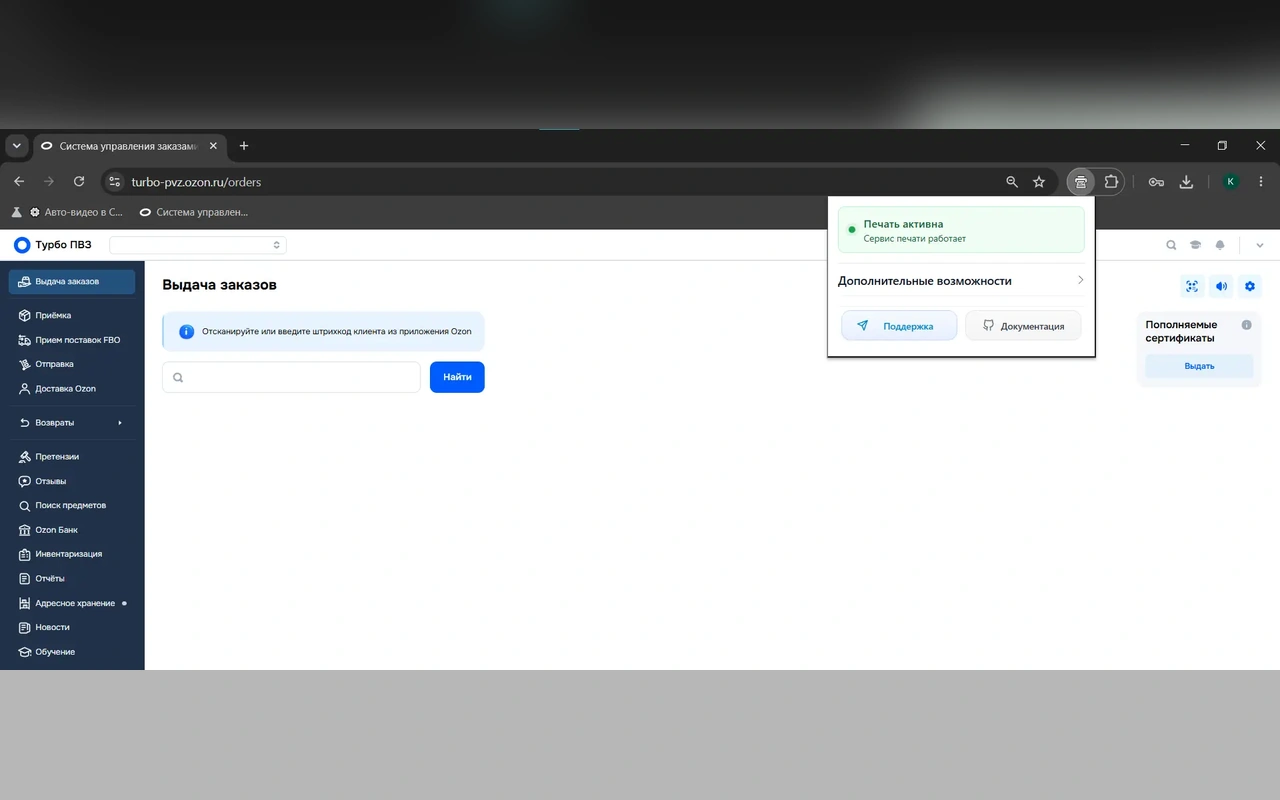 Система управления заказами
turbo-pvz.ozon.ru/orders
K
Авто-видео в С...
Система управлен...
Турбо ПВЗ
Печать активна
Сервис печати работает
Дополнительные возможности
Поддержка
Документация
Выдача заказов
Приёмка
Прием поставок FBO
Отправка
Доставка Ozon
Возвраты
Претензии
Отзывы
Поиск предметов
Ozon Банк
Инвентаризация
Отчёты
Адресное хранение
Новости
Обучение
Выдача заказов
Отсканируйте или введите штрихкод клиента из приложения Ozon
Найти
Пополняемые
сертификаты
Выдать